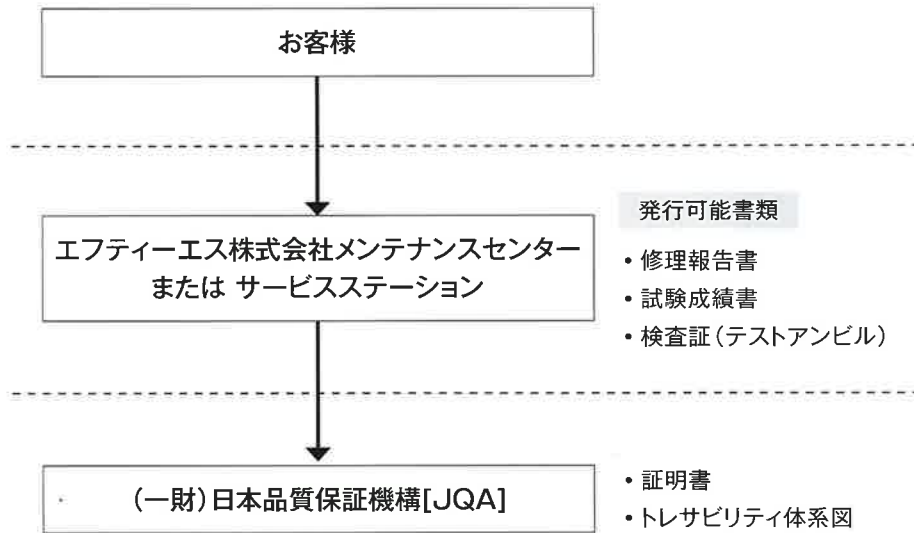 お客様
エフティーエス株式会社メンテナンスセンター
または サービスステーション
発行可能書類
・修理報告書
・試験成績書
・検査証(テストアンビル)
(一財)日本品質保証機構[JQA]
・証明書
・トレサビリティ体系図